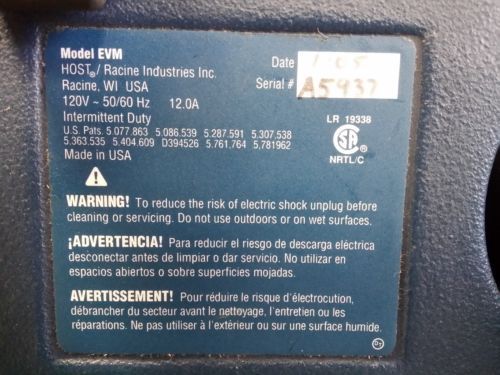 Model EVM
HOST® / Racine Industries Inc.
Racine, WI USA
120V ~ 50/60 Hz 12.0A
Intermittent Duty
Date 1-05
Serial # A5937
U.S. Pats. 5.077.863 5.086.539 5.287.591 5.307.538
5.363.535 5.404.609 D394526 5.761.764 5,781962
Made in USA
LR 19338
NRTL/C
WARNING! To reduce the risk of electric shock unplug before
cleaning or servicing. Do not use outdoors or on wet surfaces.
¡ADVERTENCIA! Para reducir el riesgo de descarga eléctrica
desconectar antes de limpiar o dar servicio. No utilizar en
espacios abiertos o sobre superficies mojadas.
AVERTISSEMENT! Pour réduire le risque d'électrocution,
débrancher du secteur avant le nettoyage, l'entretien ou les
réparations. Ne pas utiliser à l'extérieur ou sur une surface humide.